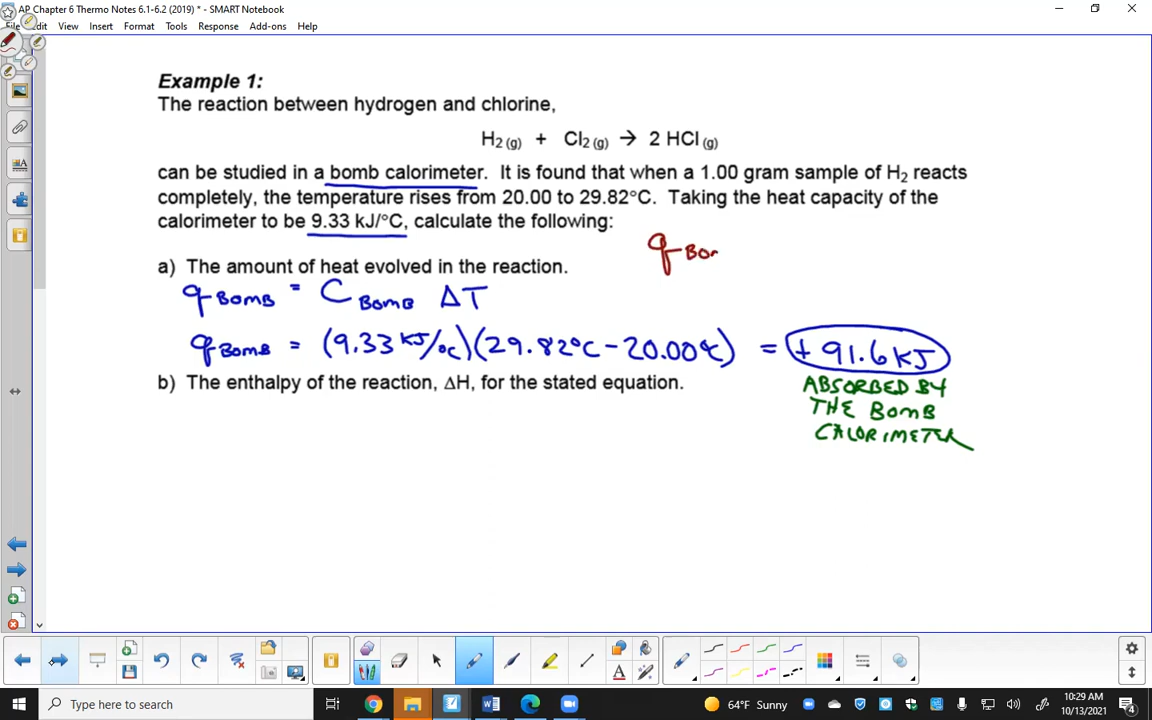 AP Chapter 6 Thermo Notes 6.1-6.2 (2019) * - SMART Notebook
File Edit View Insert Format Tools Response Add-ons Help
Example 1:
The reaction between hydrogen and chlorine,
H2 (g) + Cl2 (g) → 2 HCl (g)
can be studied in a bomb calorimeter. It is found that when a 1.00 gram sample of H2 reacts
completely, the temperature rises from 20.00 to 29.82°C. Taking the heat capacity of the
calorimeter to be 9.33 kJ/°C, calculate the following:
q Bom
a) The amount of heat evolved in the reaction.
q BOMB = C BOMB ΔT
q BOMB = (9.33 kJ/°C)(29.82°C - 20.00°C) = + 91.6 kJ
b) The enthalpy of the reaction, ΔH, for the stated equation.
ABSORBED BY
THE BOMB
CALORIMETER
Type here to search
64°F Sunny
10:29 AM
10/13/2021
4